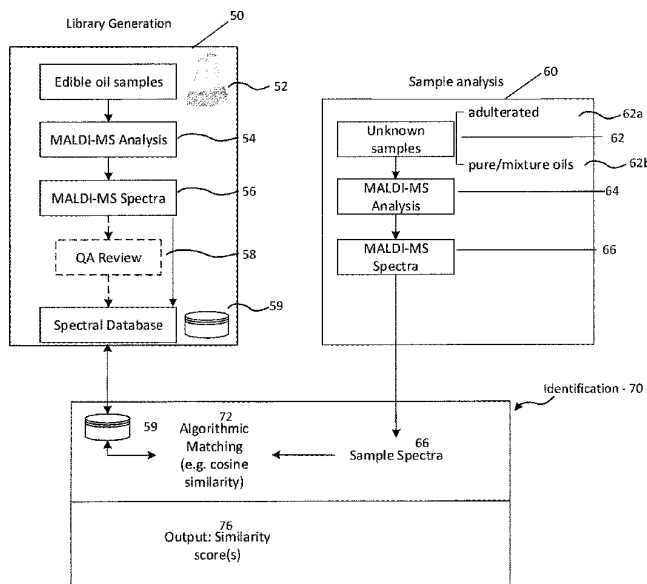 Library Generation
50
Edible oil samples
52
MALDI-MS Analysis
54
MALDI-MS Spectra
56
QA Review
58
Spectral Database
59
Sample analysis
60
adulterated
62a
Unknown
samples
62
pure/mixture oils
62b
MALDI-MS
Analysis
64
MALDI-MS
Spectra
66
Identification - 70
59
72
Algorithmic
Matching
(e.g. cosine
similarity)
66
Sample Spectra
76
Output: Similarity
score(s)